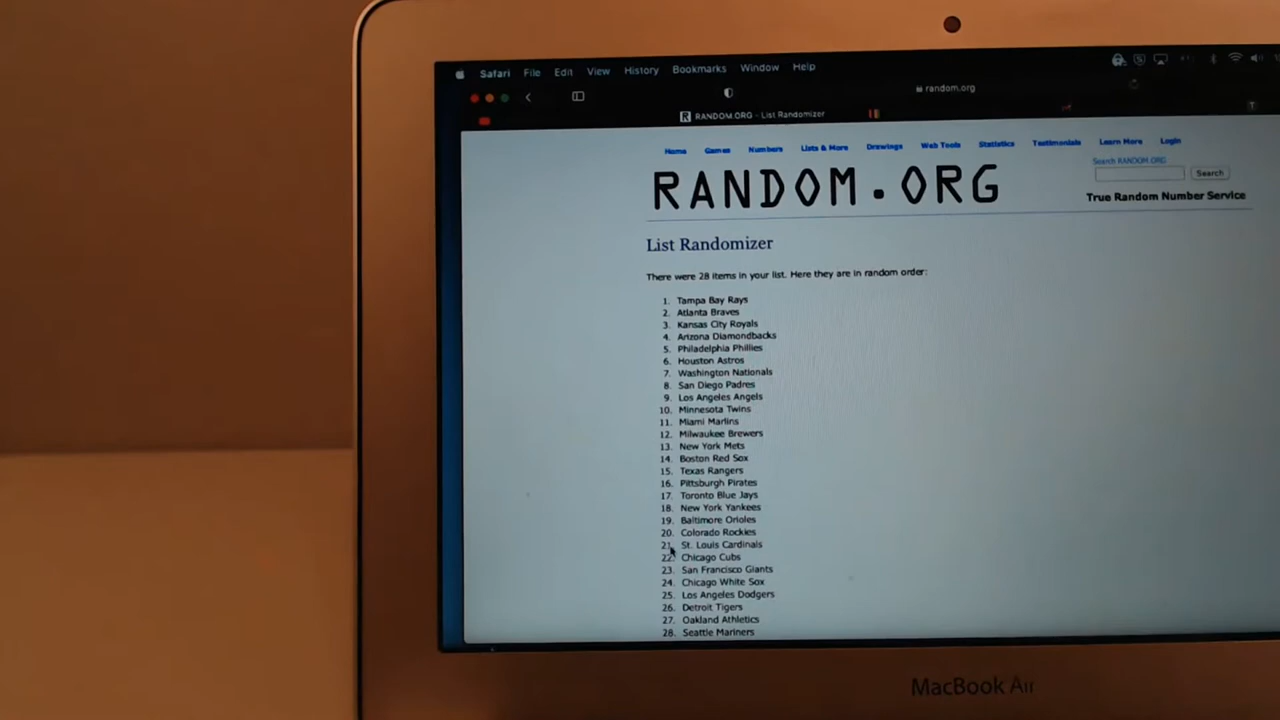 Safari File Edit View History Bookmarks Window Help
random.org
RANDOM.ORG - List Randomizer
Home Games Numbers Lists & More Drawings Web Tools Statistics Testimonials Learn More Login
Search RANDOM.ORG
Search
RANDOM.ORG
True Random Number Service
List Randomizer
There were 28 items in your list. Here they are in random order:
1. Tampa Bay Rays
2. Atlanta Braves
3. Kansas City Royals
4. Arizona Diamondbacks
5. Philadelphia Phillies
6. Houston Astros
7. Washington Nationals
8. San Diego Padres
9. Los Angeles Angels
10. Minnesota Twins
11. Miami Marlins
12. Milwaukee Brewers
13. New York Mets
14. Boston Red Sox
15. Texas Rangers
16. Pittsburgh Pirates
17. Toronto Blue Jays
18. New York Yankees
19. Baltimore Orioles
20. Colorado Rockies
21. St. Louis Cardinals
22. Chicago Cubs
23. San Francisco Giants
24. Chicago White Sox
25. Los Angeles Dodgers
26. Detroit Tigers
27. Oakland Athletics
28. Seattle Mariners
MacBook Air